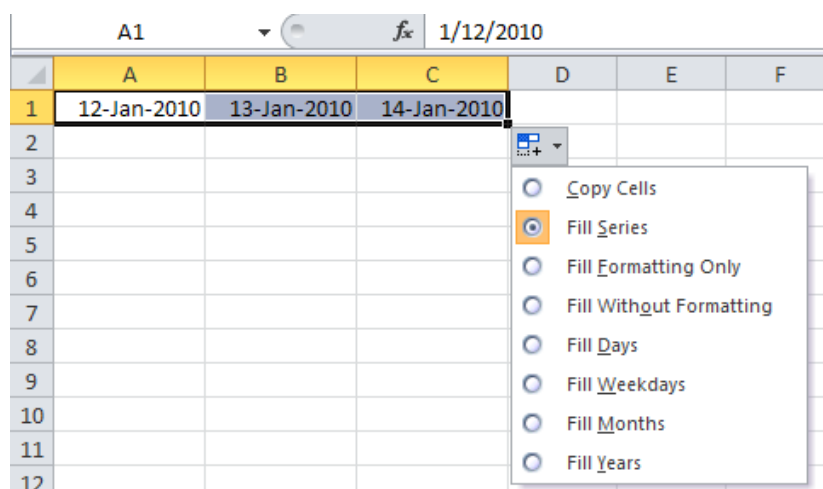 A1 fx 1/12/2010
A B C D E F
1 12-Jan-2010 13-Jan-2010 14-Jan-2010
2
3 Copy Cells
4 Fill Series
5 Fill Formatting Only
6
7 Fill Without Formatting
8 Fill Days
9 Fill Weekdays
10 Fill Months
11 Fill Years
12